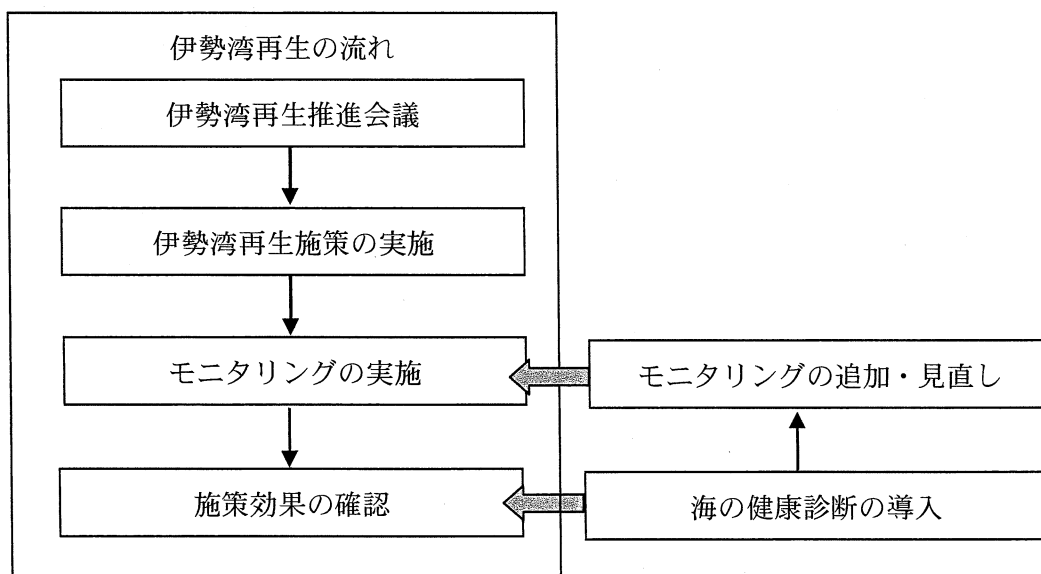 伊勢湾再生の流れ
伊勢湾再生推進会議
伊勢湾再生施策の実施
モニタリングの実施
モニタリングの追加・見直し
施策効果の確認
海の健康診断の導入